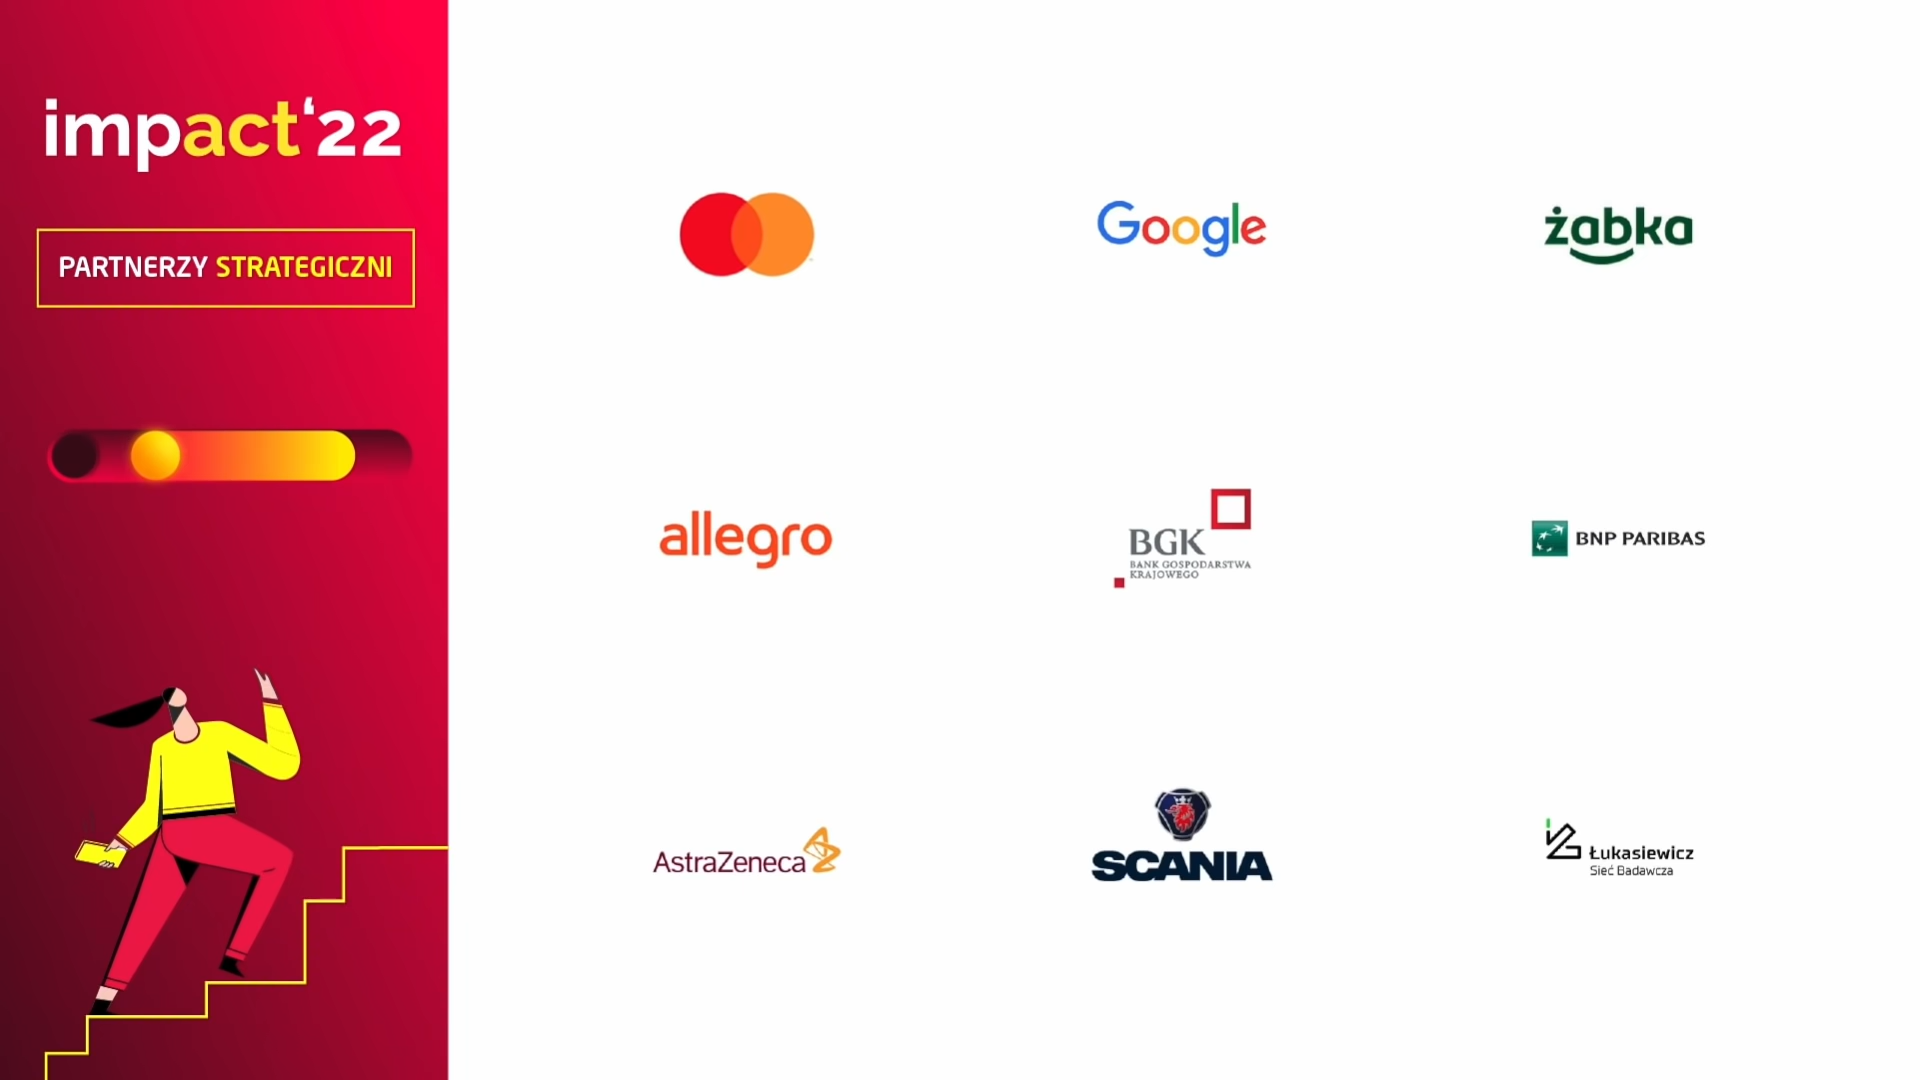 impact‘22
PARTNERZY STRATEGICZNI
Google
żabka
allegro
BGK
BANK GOSPODARSTWA
KRAJOWEGO
BNP PARIBAS
AstraZeneca
SCANIA
Łukasiewicz
Sieć Badawcza